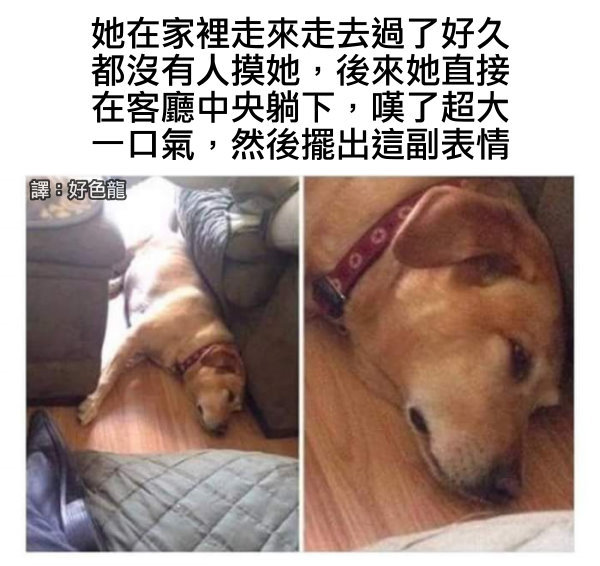 她在家裡走來走去過了好久
都沒有人摸她，後來她直接
在客廳中央躺下，嘆了超大
一口氣，然後擺出這副表情
譯：好色龍